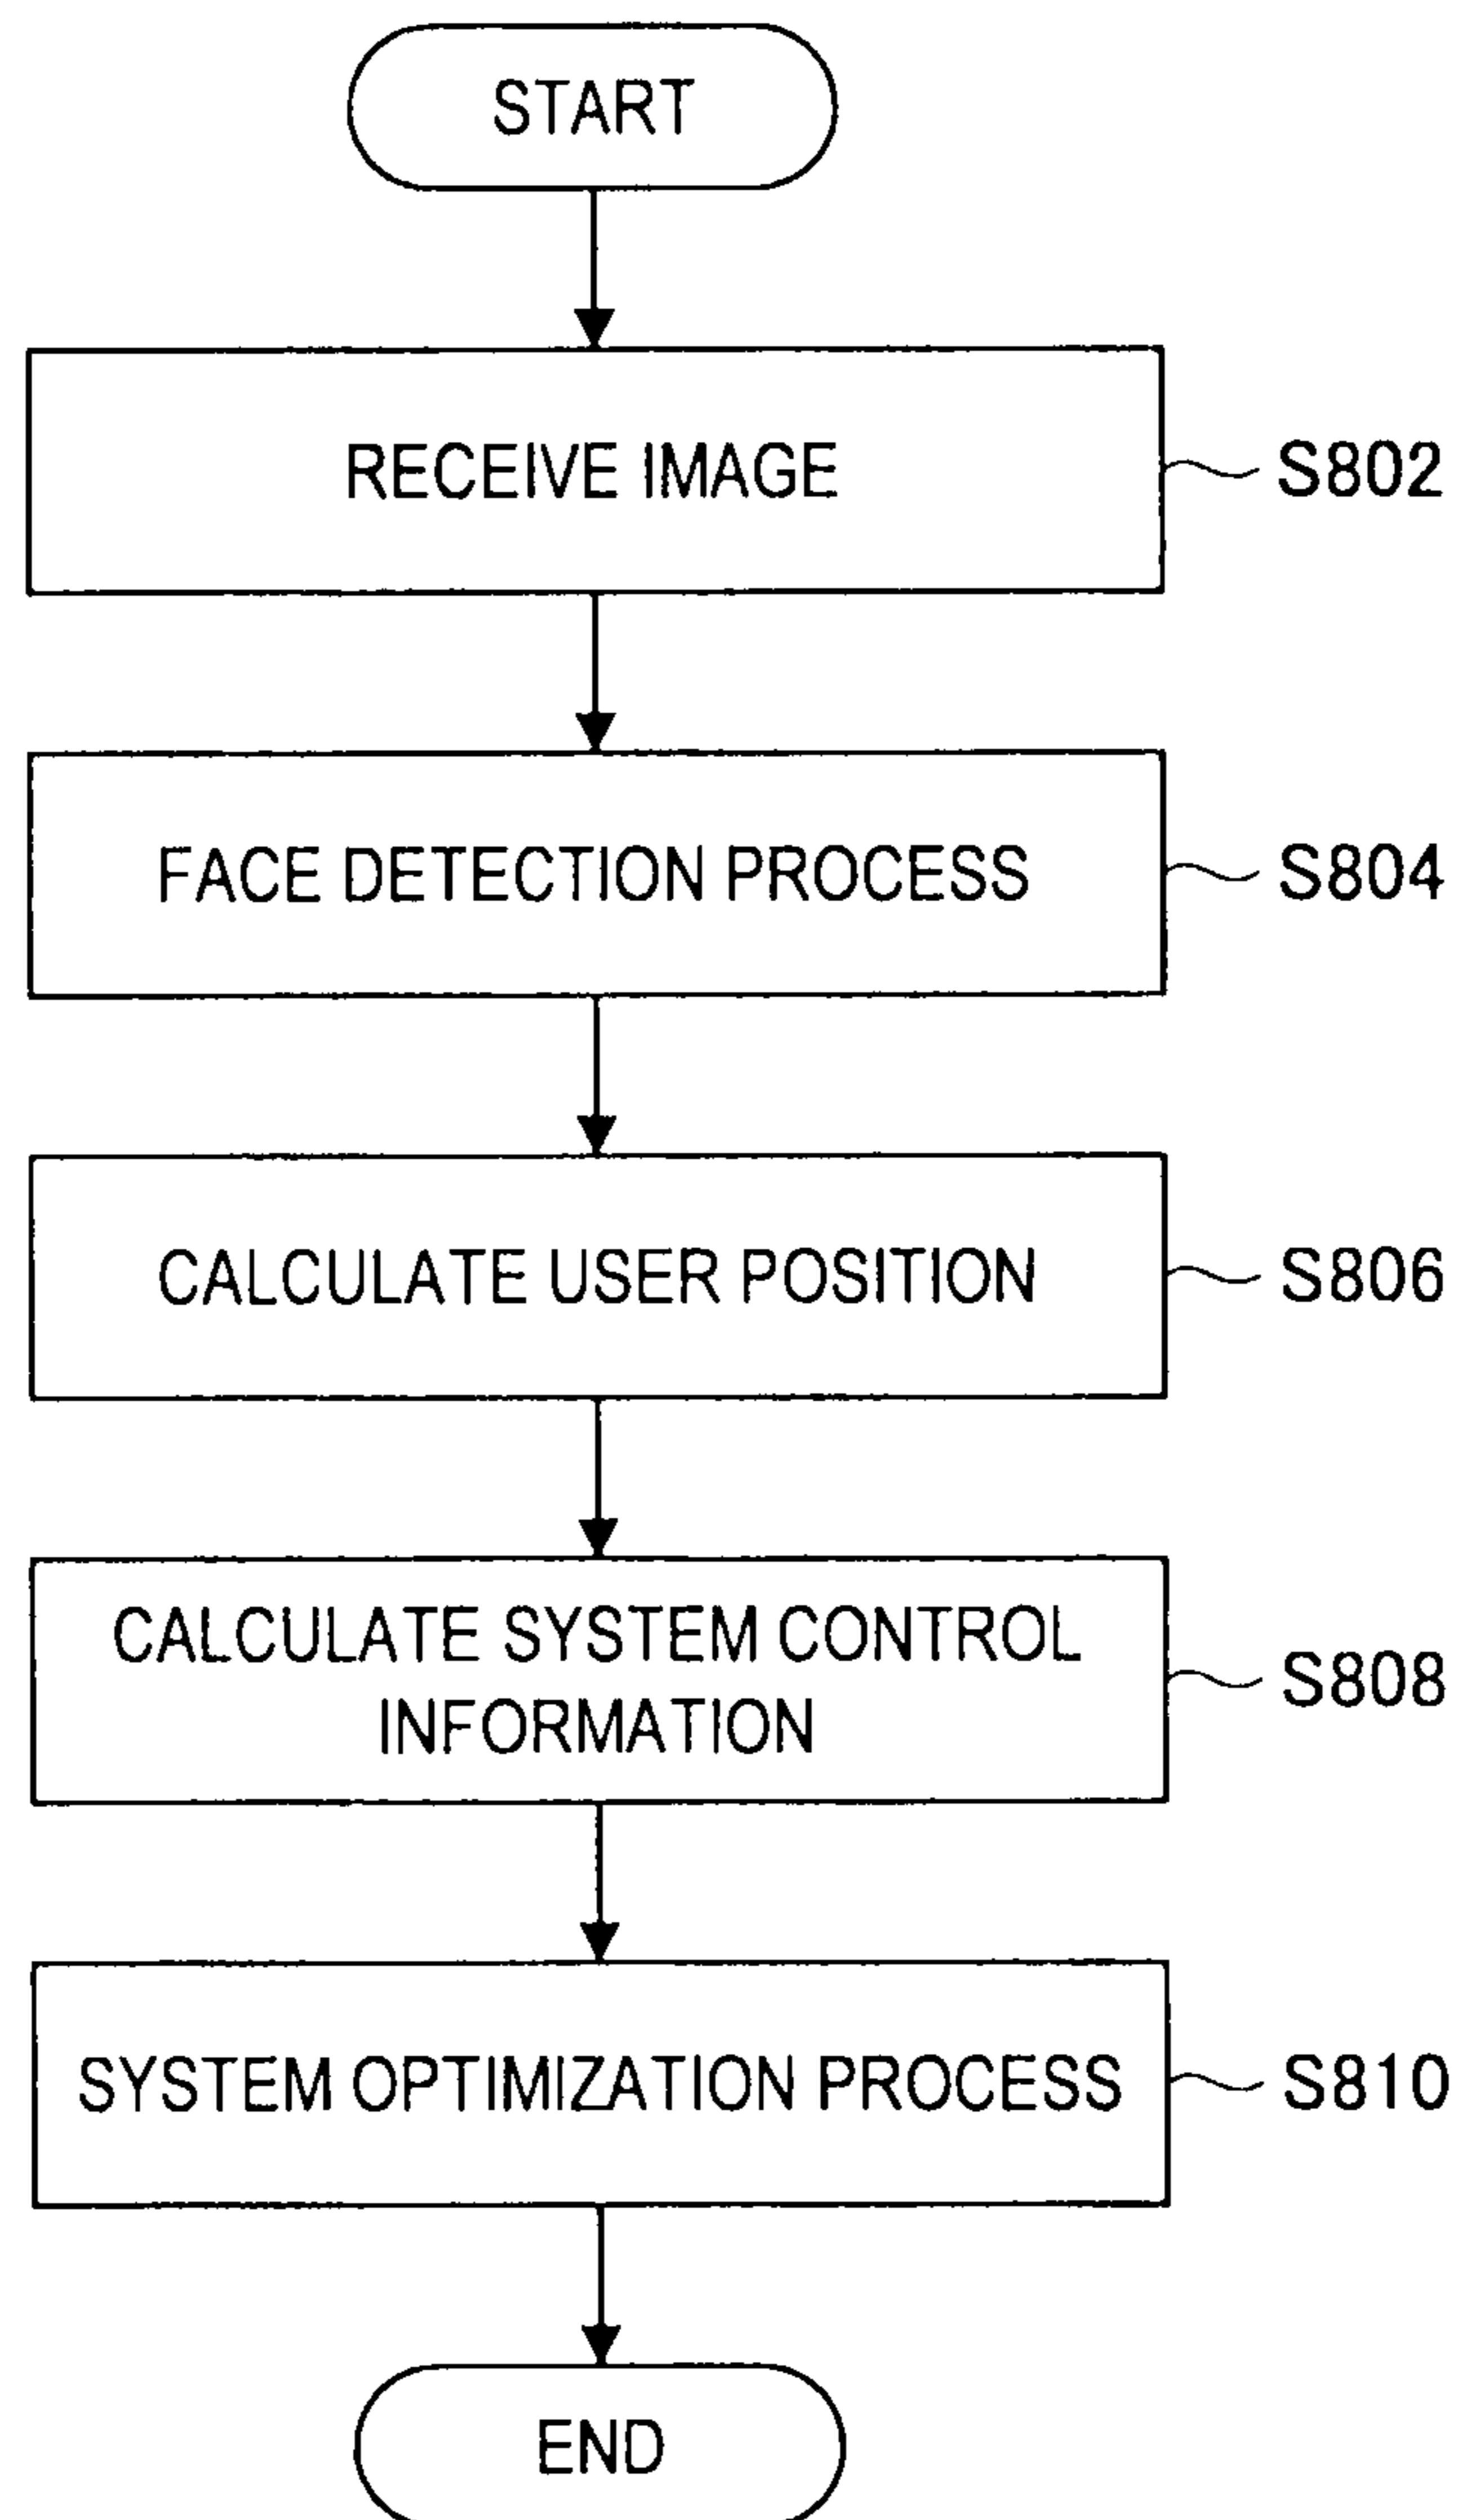 START
RECEIVE IMAGE
S802
FACE DETECTION PROCESS
S804
CALCULATE USER POSITION
S806
CALCULATE SYSTEM CONTROL
INFORMATION
S808
SYSTEM OPTIMIZATION PROCESS
S810
END